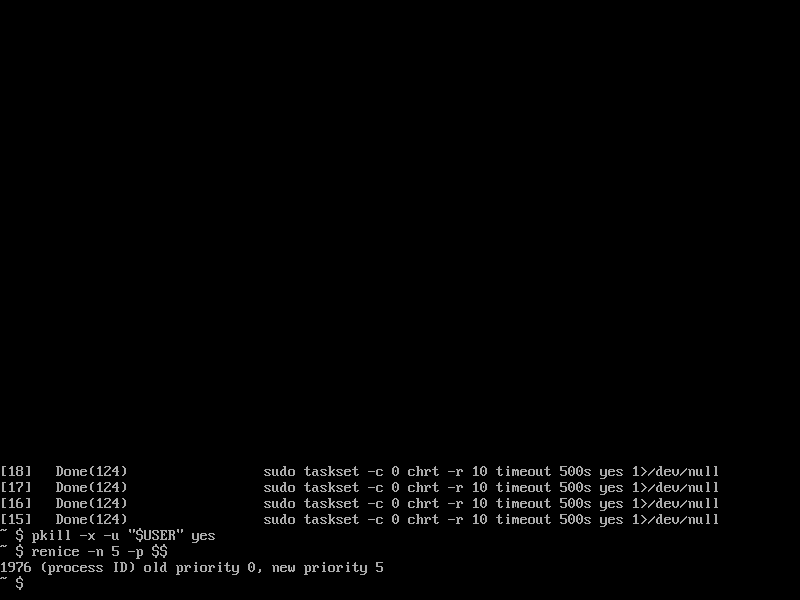 [18]   Done(124)                 sudo taskset -c 0 chrt -r 10 timeout 500s yes 1>/dev/null
[17]   Done(124)                 sudo taskset -c 0 chrt -r 10 timeout 500s yes 1>/dev/null
[16]   Done(124)                 sudo taskset -c 0 chrt -r 10 timeout 500s yes 1>/dev/null
[15]   Done(124)                 sudo taskset -c 0 chrt -r 10 timeout 500s yes 1>/dev/null
~ $ pkill -x -u "$USER" yes
~ $ renice -n 5 -p $$
1976 (process ID) old priority 0, new priority 5
~ $